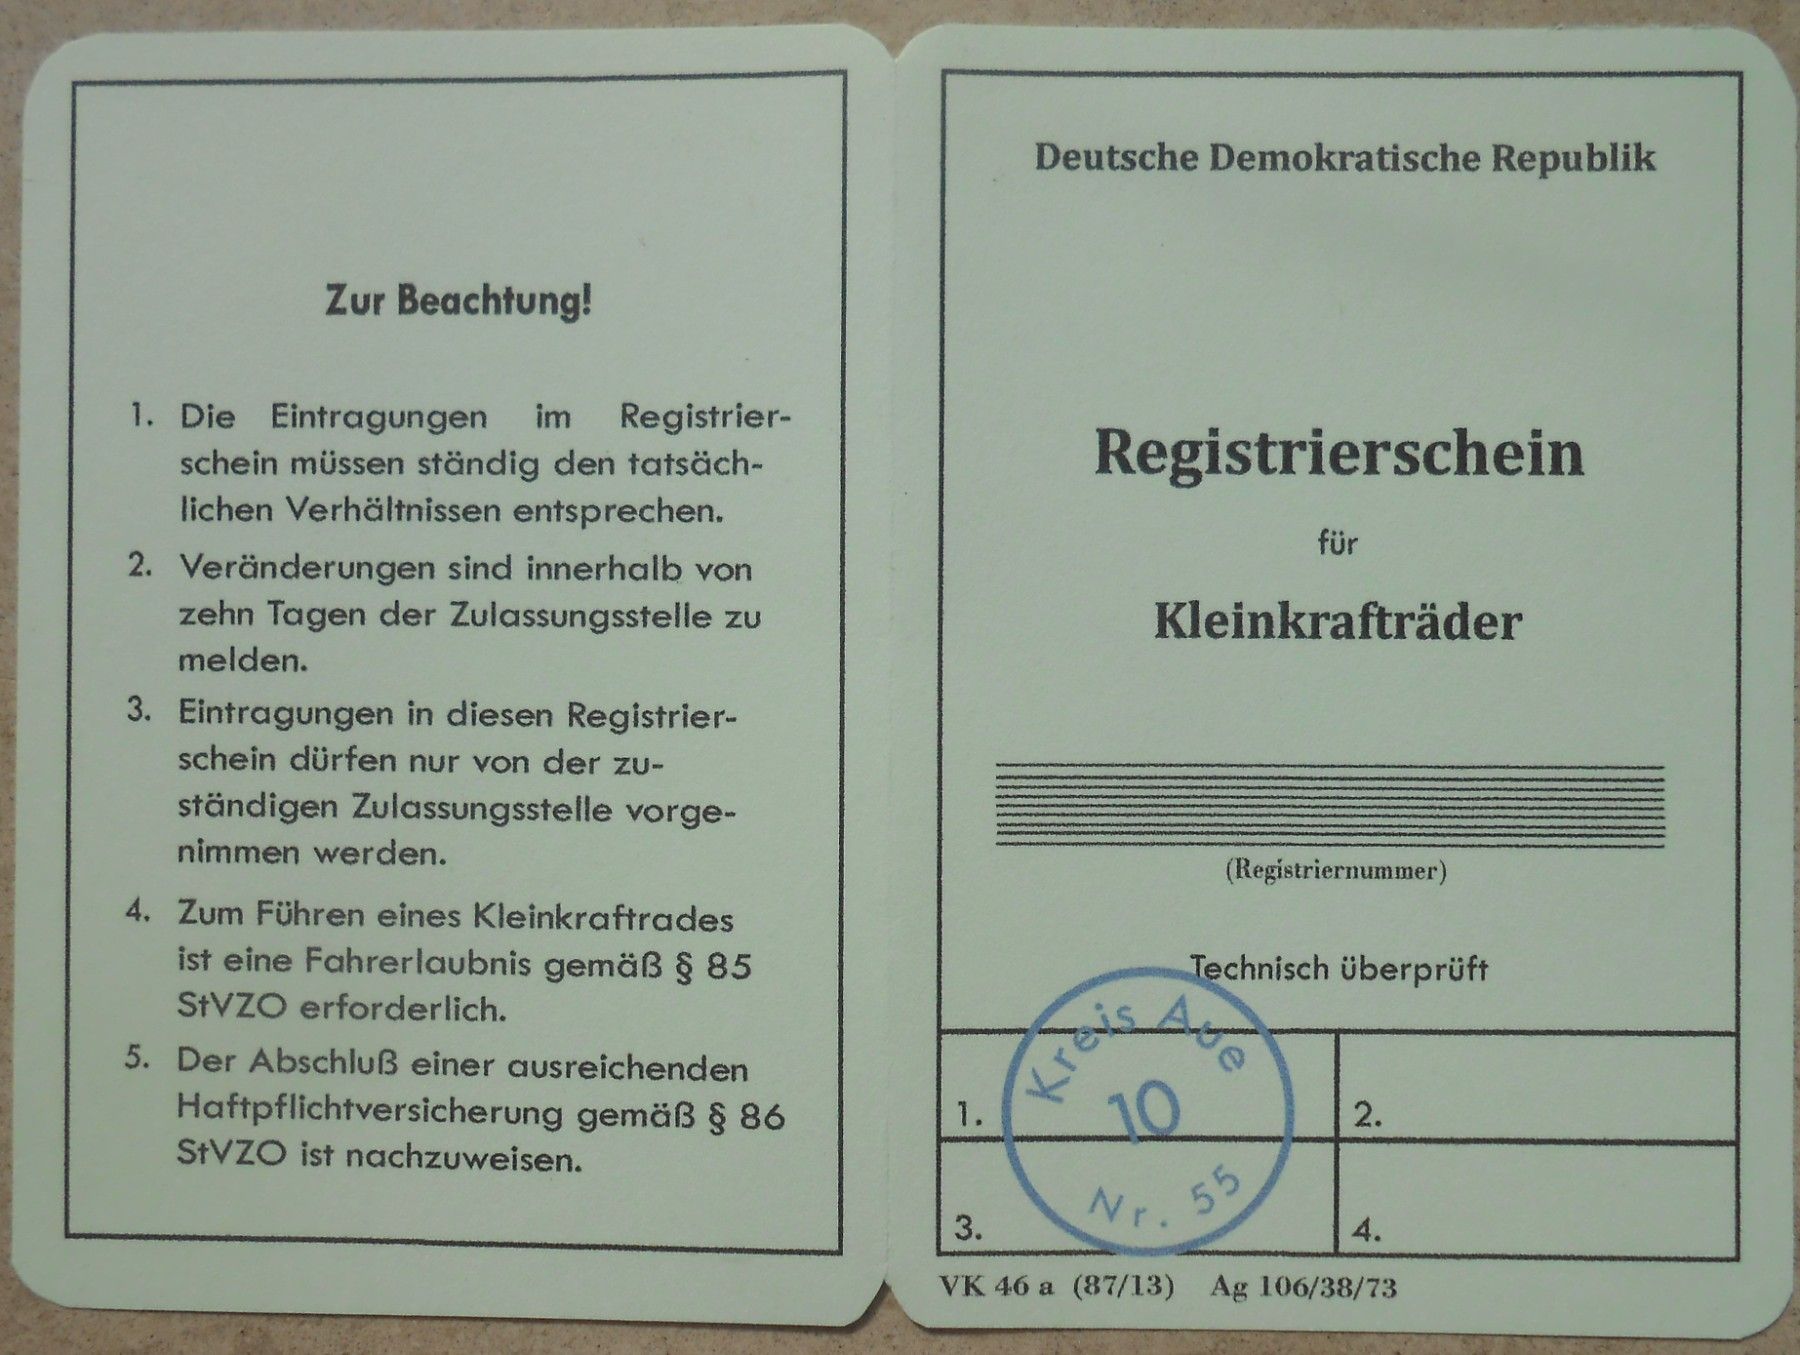 Zur Beachtung!
1. Die Eintragungen im Registrier-
schein müssen ständig den tatsäch-
lichen Verhältnissen entsprechen.
2. Veränderungen sind innerhalb von
zehn Tagen der Zulassungsstelle zu
melden.
3. Eintragungen in diesen Registrier-
schein dürfen nur von der zu-
ständigen Zulassungsstelle vorge-
nimmen werden.
4. Zum Führen eines Kleinkraftrades
ist eine Fahrerlaubnis gemäß § 85
StVZO erforderlich.
5. Der Abschluß einer ausreichenden
Haftpflichtversicherung gemäß § 86
StVZO ist nachzuweisen.
Deutsche Demokratische Republik
Registrierschein
für
Kleinkrafträder
(Registriernummer)
Technisch überprüft
Kreis Aue
10
Nr. 55
1.
2.
3.
4.
VK 46 a (87/13) Ag 106/38/73